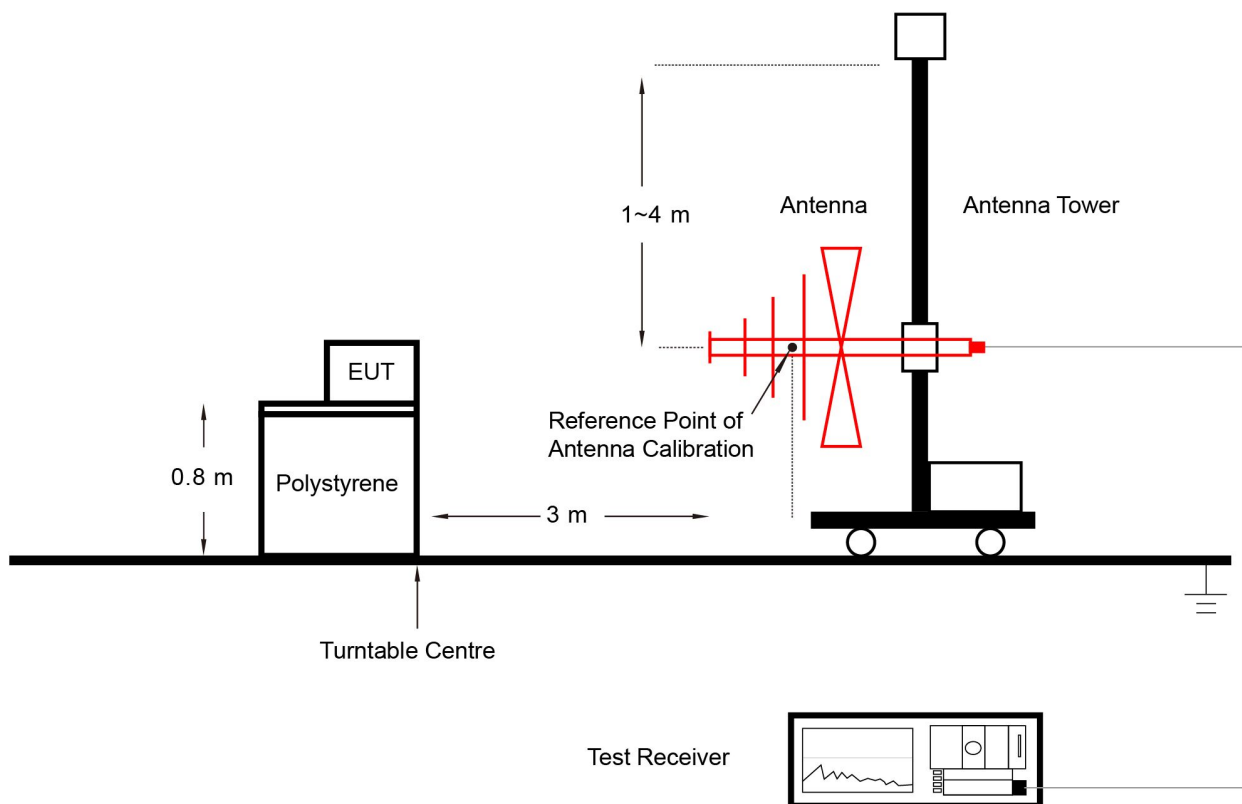 1~4 m
Antenna
Antenna Tower
EUT
Reference Point of
Antenna Calibration
0.8 m
Polystyrene
3 m
Turntable Centre
Test Receiver